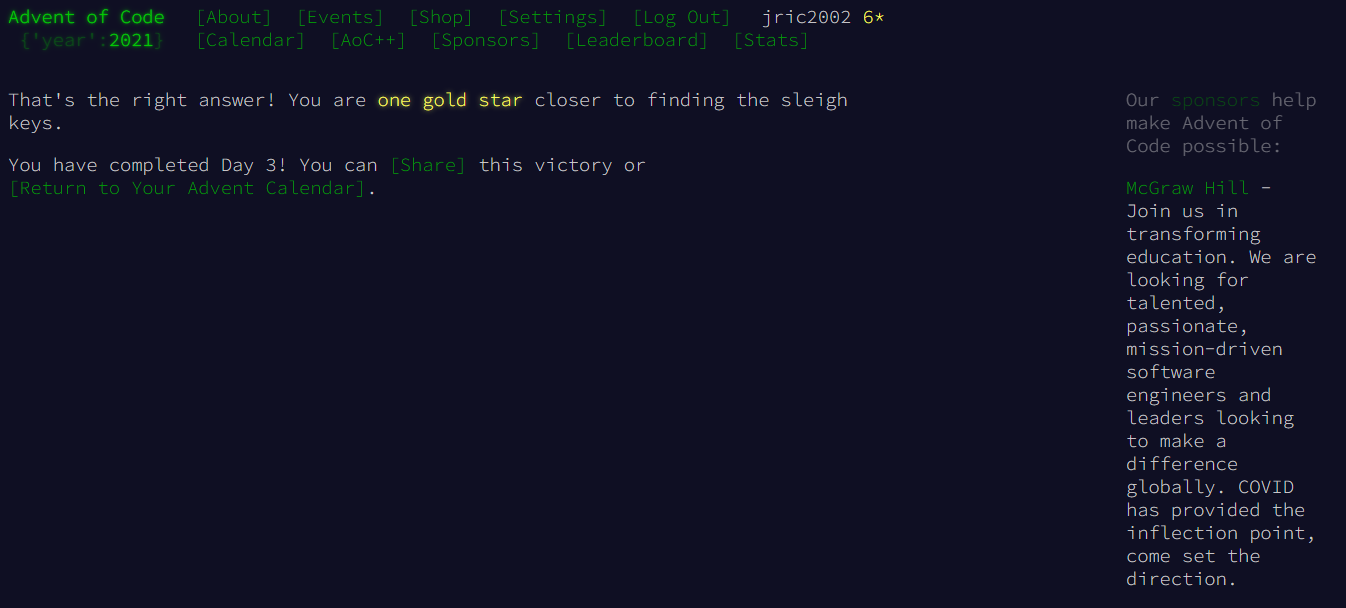 Advent of Code [About] [Events] [Shop] [Settings] [Log Out] jric2002 6*
{'year':2021} [Calendar] [AoC++] [Sponsors] [Leaderboard] [Stats]
That's the right answer! You are one gold star closer to finding the sleigh
keys.
You have completed Day 3! You can [Share] this victory or
[Return to Your Advent Calendar].
Our sponsors help
make Advent of
Code possible:
McGraw Hill -
Join us in
transforming
education. We are
looking for
talented,
passionate,
mission-driven
software
engineers and
leaders looking
to make a
difference
globally. COVID
has provided the
inflection point,
come set the
direction.